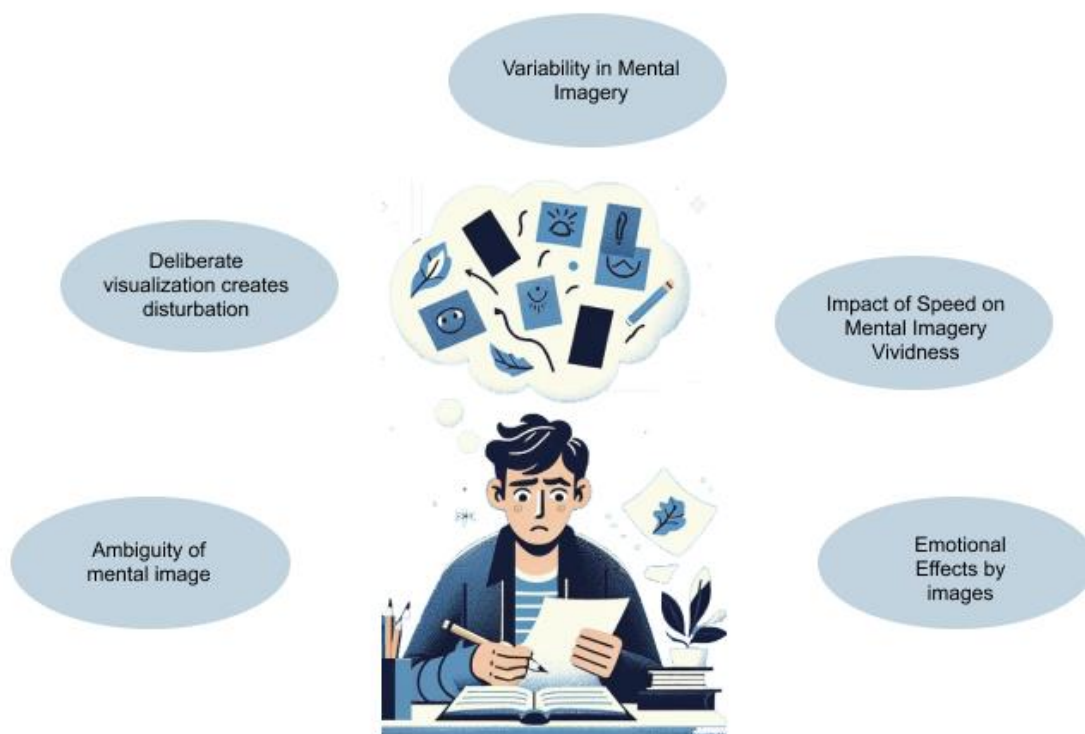 Variability in Mental
Imagery
Deliberate
visualization creates
disturbation
Impact of Speed on
Mental Imagery
Vividness
Ambiguity of
mental image
Emotional
Effects by
images